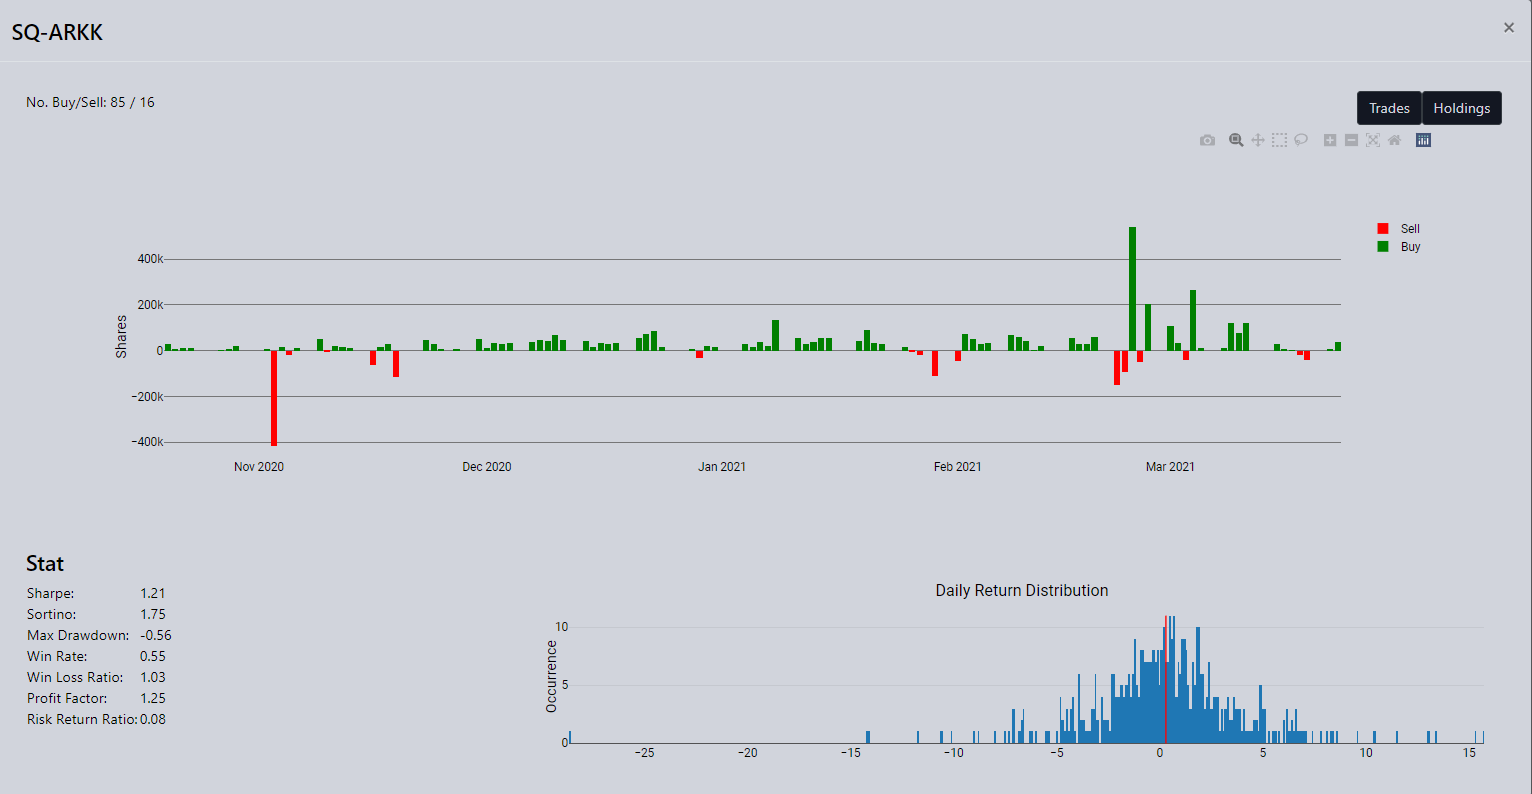 SQ-ARKK
×
No. Buy/Sell: 85 / 16
Trades Holdings
Sell
Buy
Shares
400k
200k
0
−200k
−400k
Nov 2020 Dec 2020 Jan 2021 Feb 2021 Mar 2021
Stat
Sharpe: 1.21
Sortino: 1.75
Max Drawdown: -0.56
Win Rate: 0.55
Win Loss Ratio: 1.03
Profit Factor: 1.25
Risk Return Ratio: 0.08
Daily Return Distribution
Occurrence
10
5
0
−25 −20 −15 −10 −5 0 5 10 15